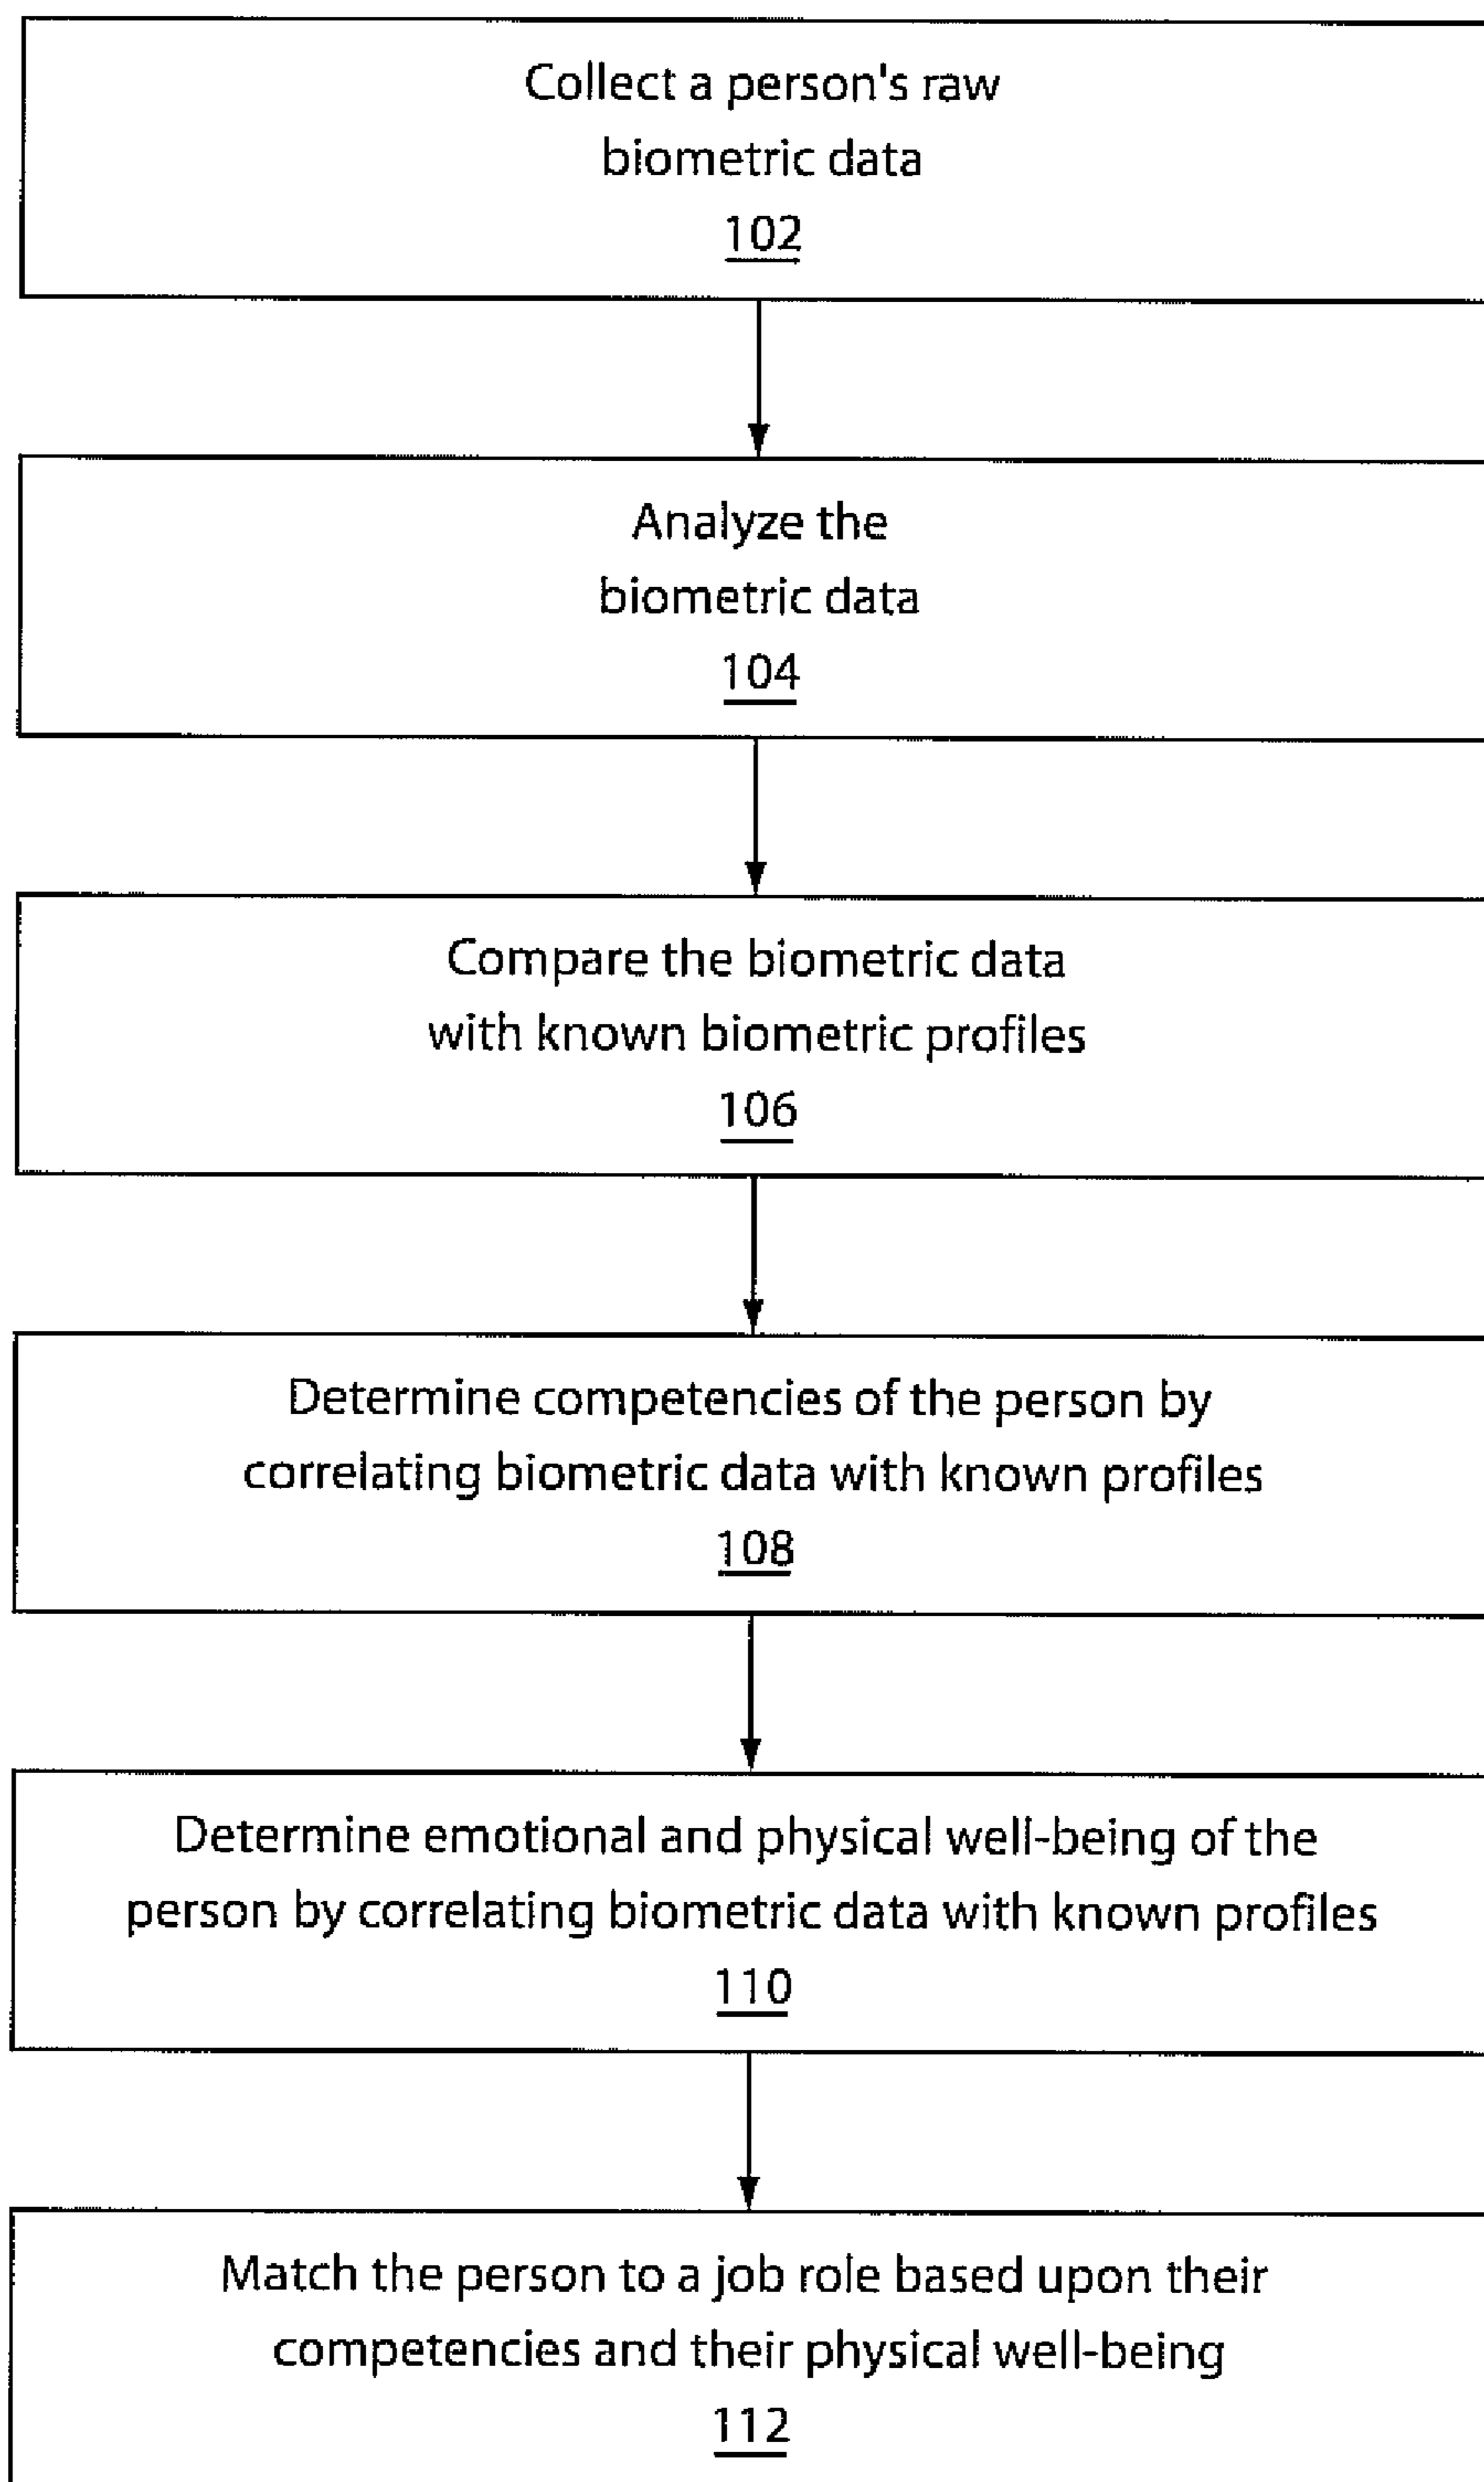 Collect a person's raw
biometric data
102
Analyze the
biometric data
104
Compare the biometric data
with known biometric profiles
106
Determine competencies of the person by
correlating biometric data with known profiles
108
Determine emotional and physical well-being of the
person by correlating biometric data with known profiles
110
Match the person to a job role based upon their
competencies and their physical well-being
112